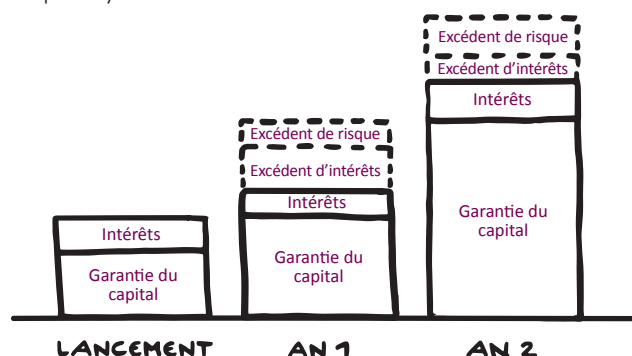 Excédent de risque
Excédent d'intérêts
Intérêts
Garantie du
capital
Excédent de risque
Excédent d'intérêts
Intérêts
Garantie du
capital
Intérêts
Garantie du
capital
LANCEMENT
AN 1
AN 2